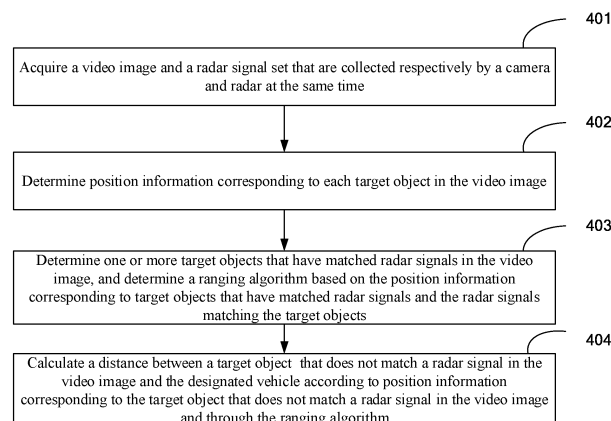 401
Acquire a video image and a radar signal set that are collected respectively by a camera
and radar at the same time
402
Determine position information corresponding to each target object in the video image
403
Determine one or more target objects that have matched radar signals in the video
image, and determine a ranging algorithm based on the position information
corresponding to target objects that have matched radar signals and the radar signals
matching the target objects
404
Calculate a distance between a target object that does not match a radar signal in the
video image and the designated vehicle according to position information
corresponding to the target object that does not match a radar signal in the video image
and through the ranging algorithm